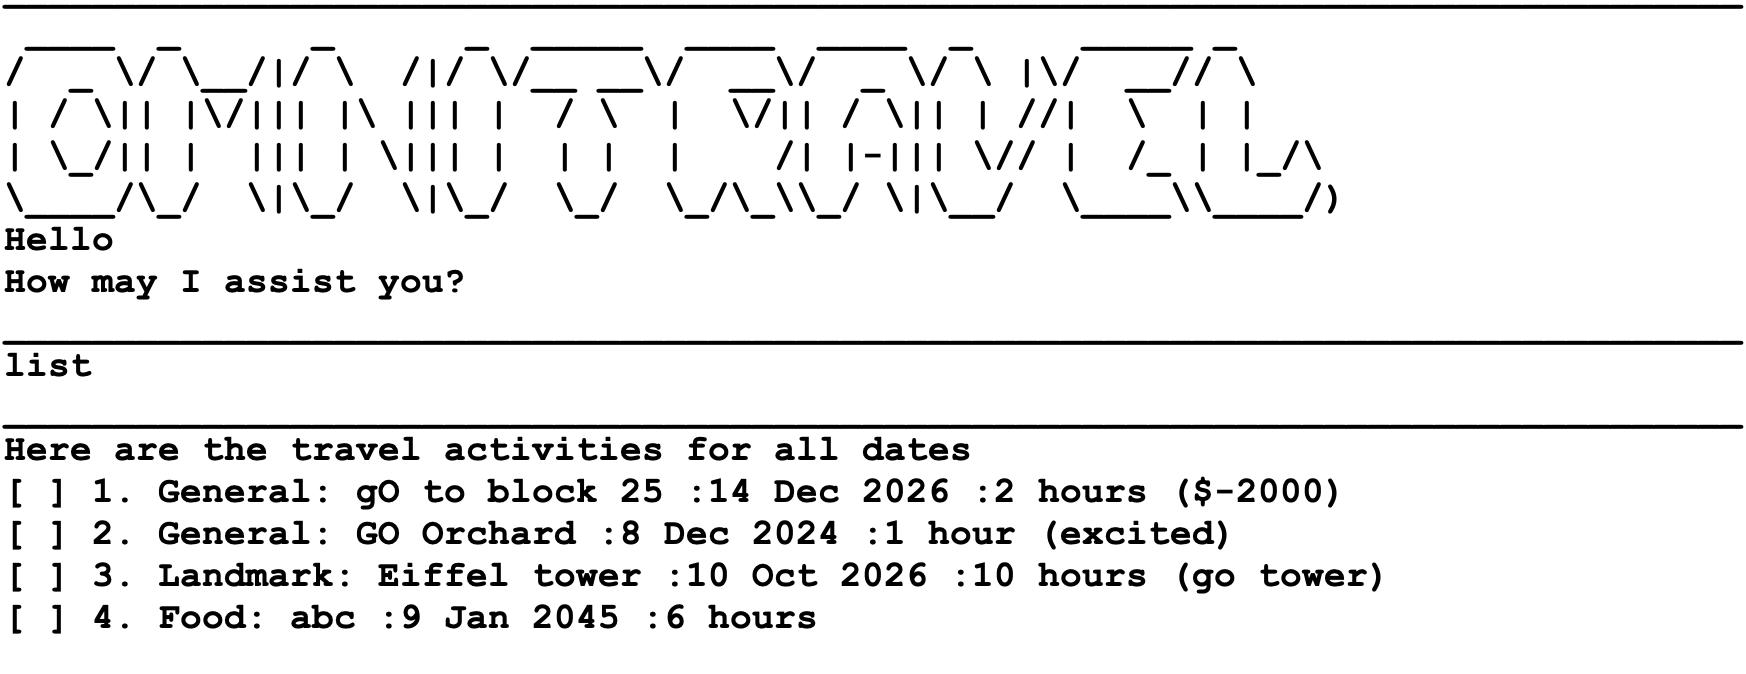 OMNITRAVEL
Hello
How may I assist you?
list
Here are the travel activities for all dates
[ ] 1. General: gO to block 25 :14 Dec 2026 :2 hours ($-2000)
[ ] 2. General: GO Orchard :8 Dec 2024 :1 hour (excited)
[ ] 3. Landmark: Eiffel tower :10 Oct 2026 :10 hours (go tower)
[ ] 4. Food: abc :9 Jan 2045 :6 hours